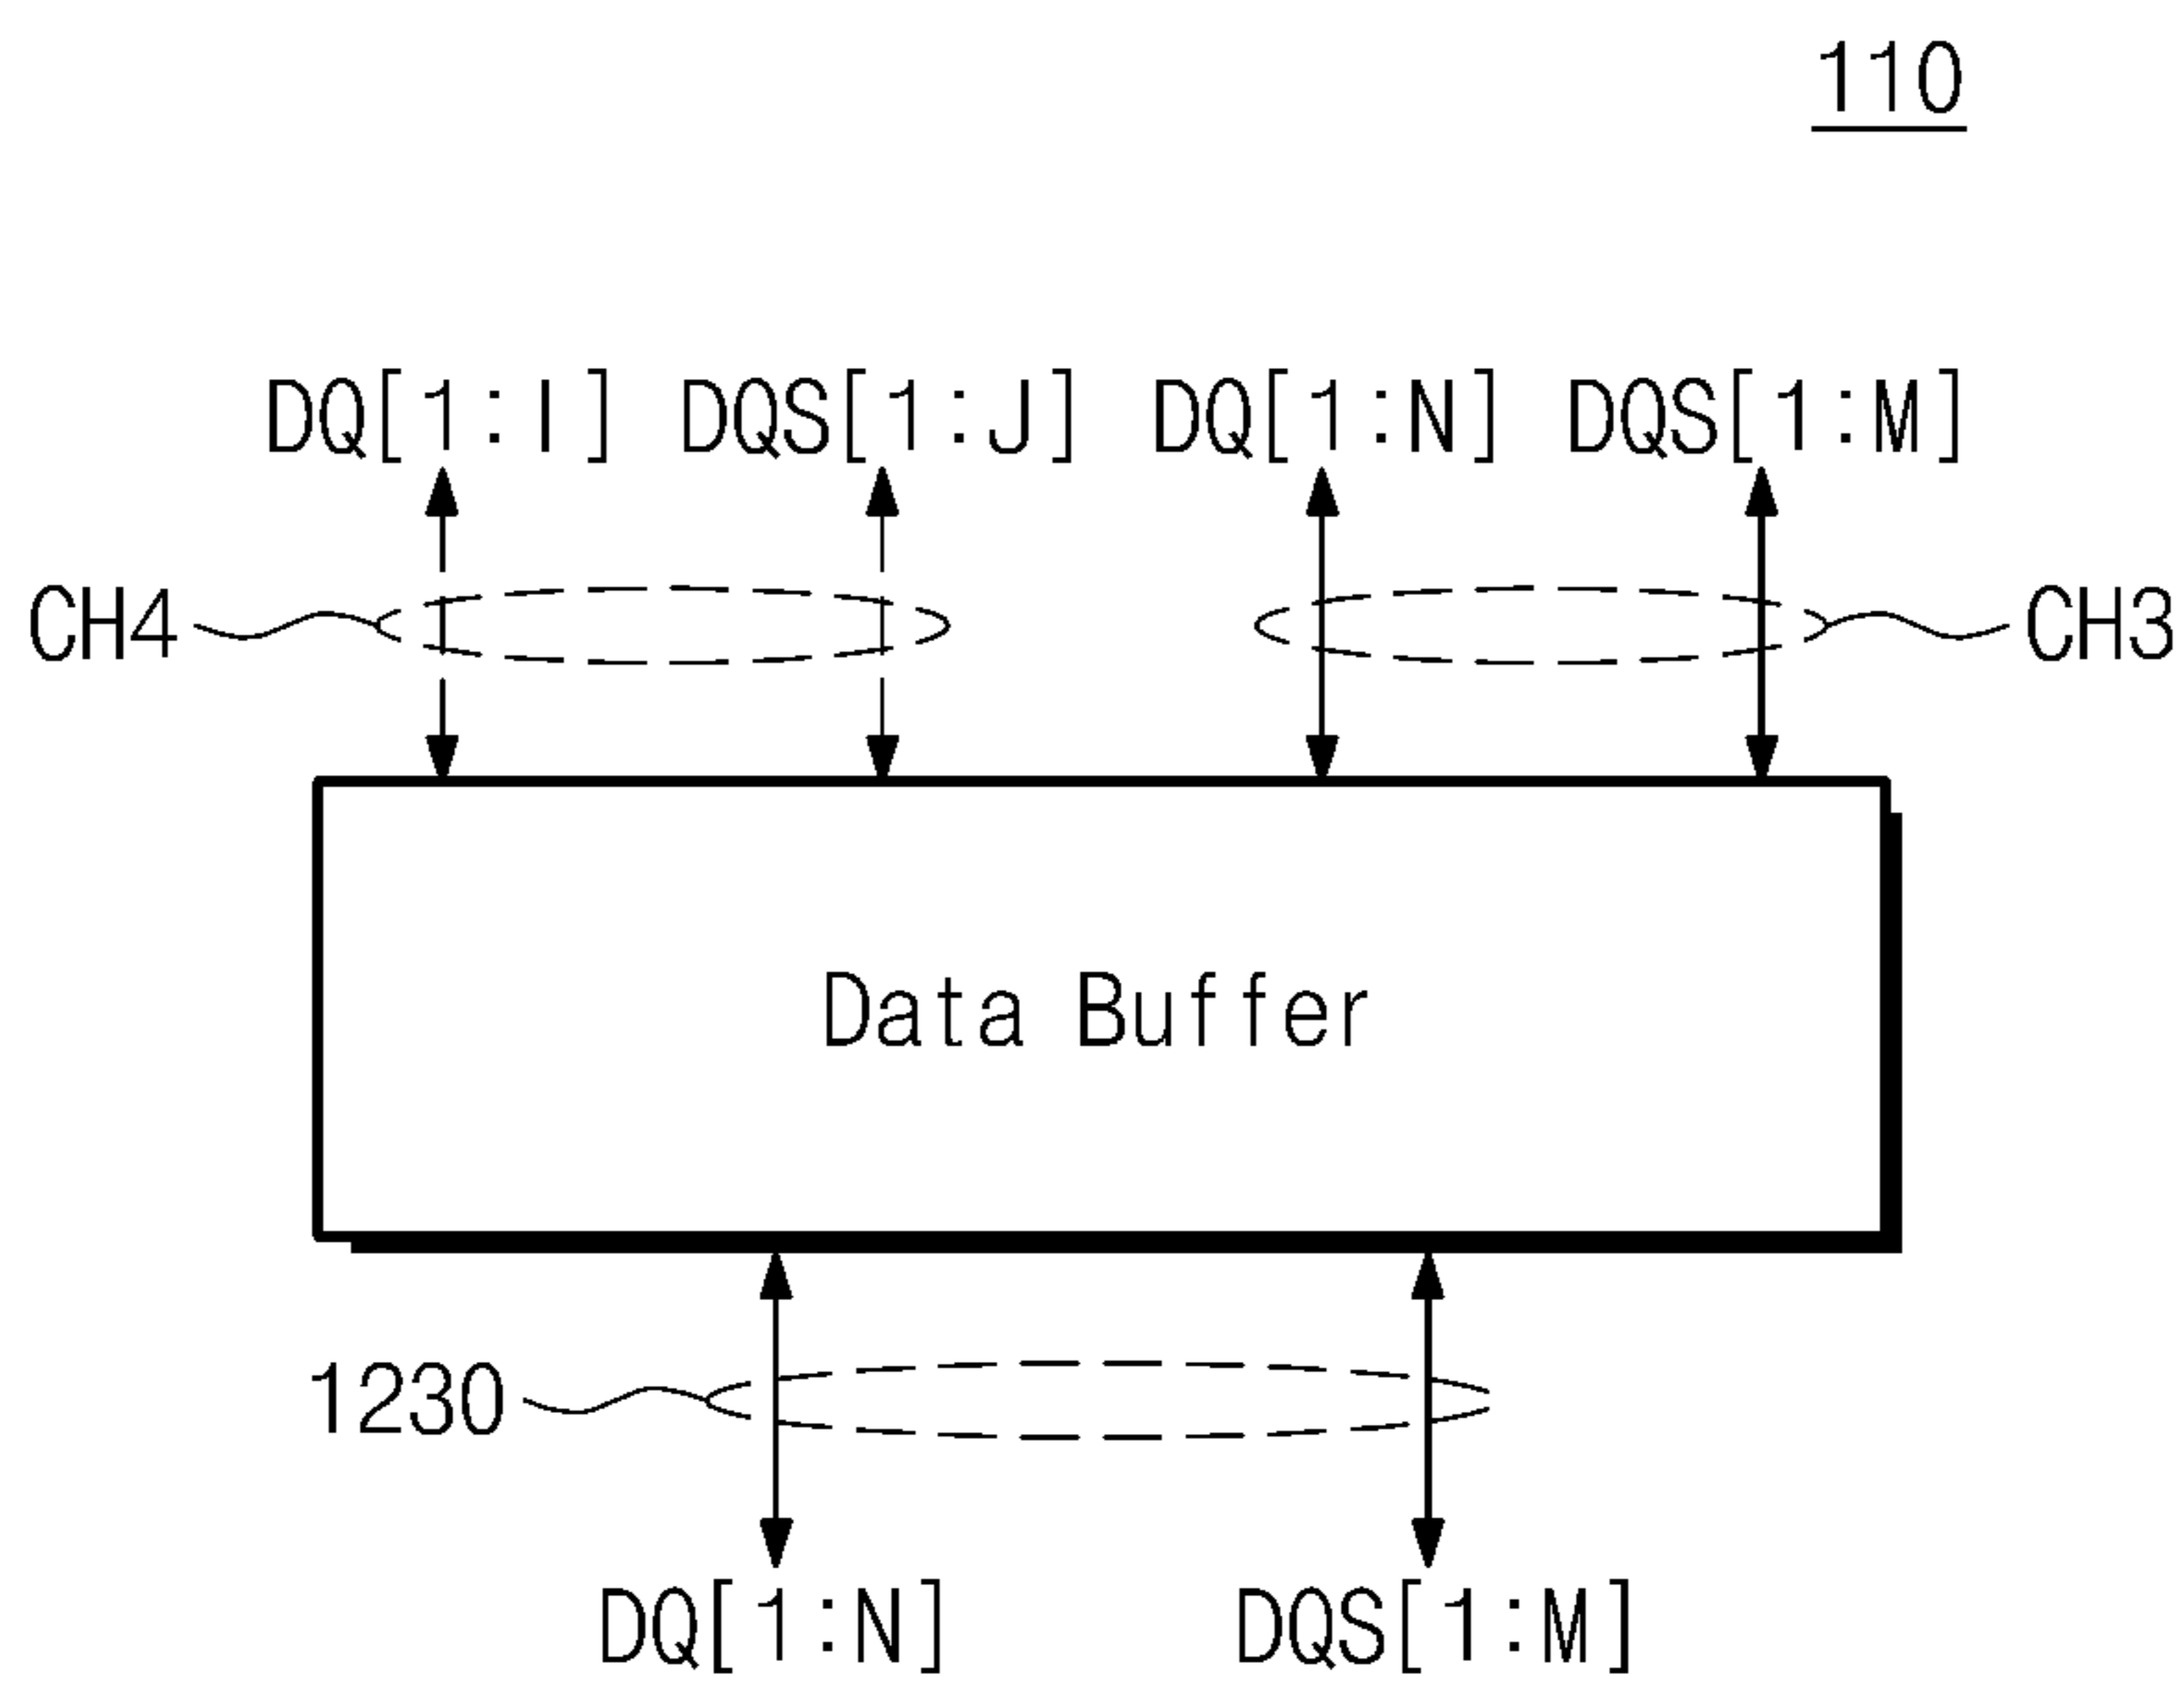 110
DQ[1:I] DQS[1:J] DQ[1:N] DQS[1:M]
CH4 CH3
Data Buffer
1230
DQ[1:N] DQS[1:M]